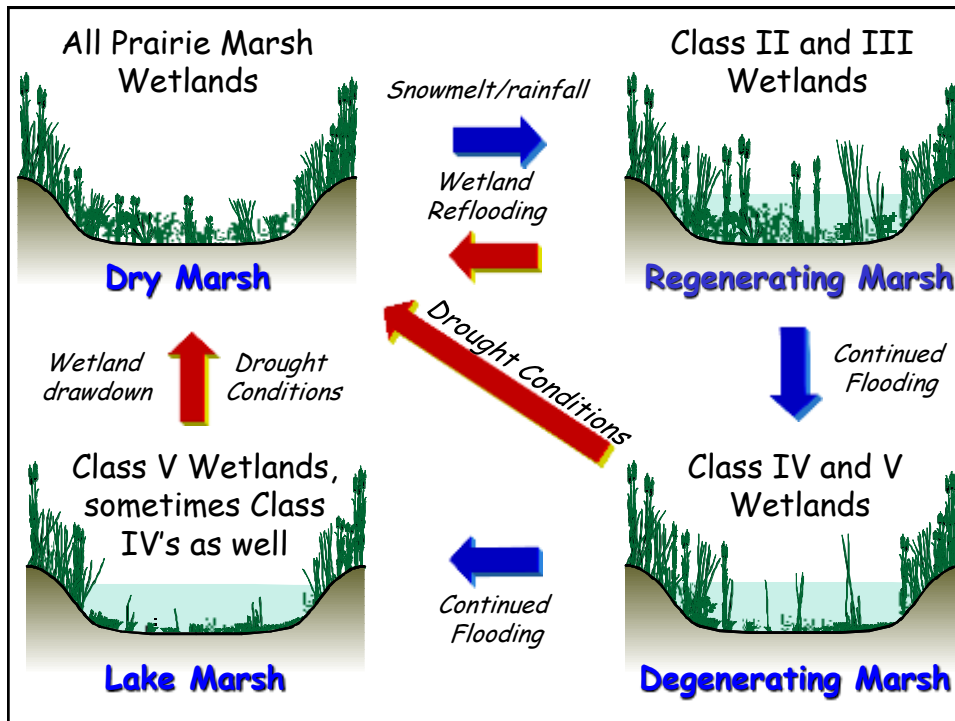 All Prairie Marsh
Wetlands
Dry Marsh
Snowmelt/rainfall
Wetland
Reflooding
Class II and III
Wetlands
Regenerating Marsh
Drought Conditions
Wetland
drawdown
Drought
Conditions
Continued
Flooding
Class V Wetlands,
sometimes Class
IV's as well
Lake Marsh
Continued
Flooding
Class IV and V
Wetlands
Degenerating Marsh